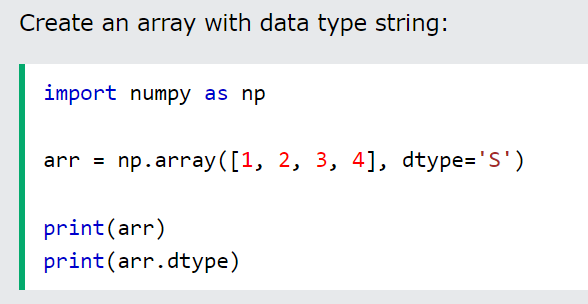 Create an array with data type string:
import numpy as np
arr = np.array([1, 2, 3, 4], dtype='S')
print(arr)
print(arr.dtype)